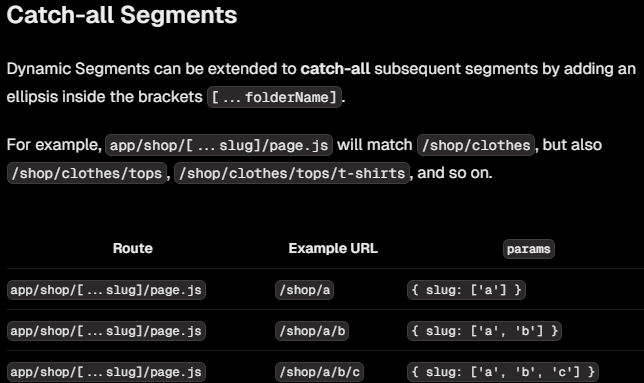 Catch-all Segments
Dynamic Segments can be extended to catch-all subsequent segments by adding an
ellipsis inside the brackets [...folderName].
For example, app/shop/[...slug]/page.js will match /shop/clothes, but also
/shop/clothes/tops, /shop/clothes/tops/t-shirts, and so on.
Route Example URL params
app/shop/[...slug]/page.js /shop/a { slug: ['a'] }
app/shop/[...slug]/page.js /shop/a/b { slug: ['a', 'b'] }
app/shop/[...slug]/page.js /shop/a/b/c { slug: ['a', 'b', 'c'] }